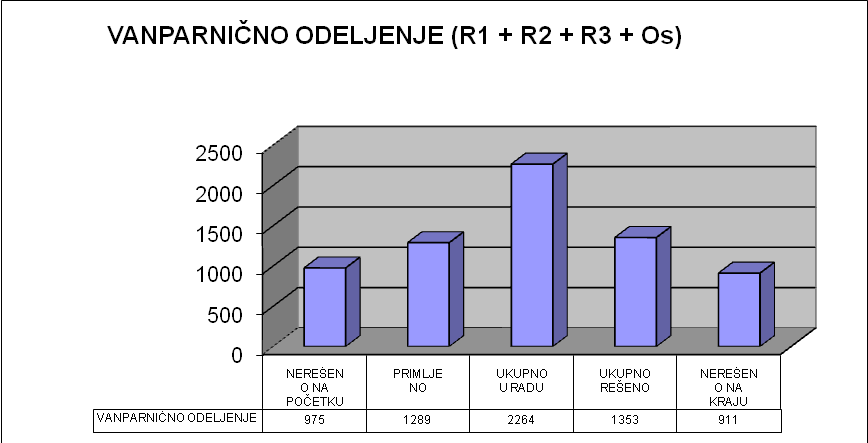 VANPARNIČNO ODELJENJE (R1 + R2 + R3 + Os)
2500
2000
1500
1000
500
0
NEREŠEN
O NA
POČETKU
PRIMLJE
NO
UKUPNO
U RADU
UKUPNO
REŠENO
NEREŠEN
O NA
KRAJU
VANPARNIČNO ODELJENJE 975 1289 2264 1353 911